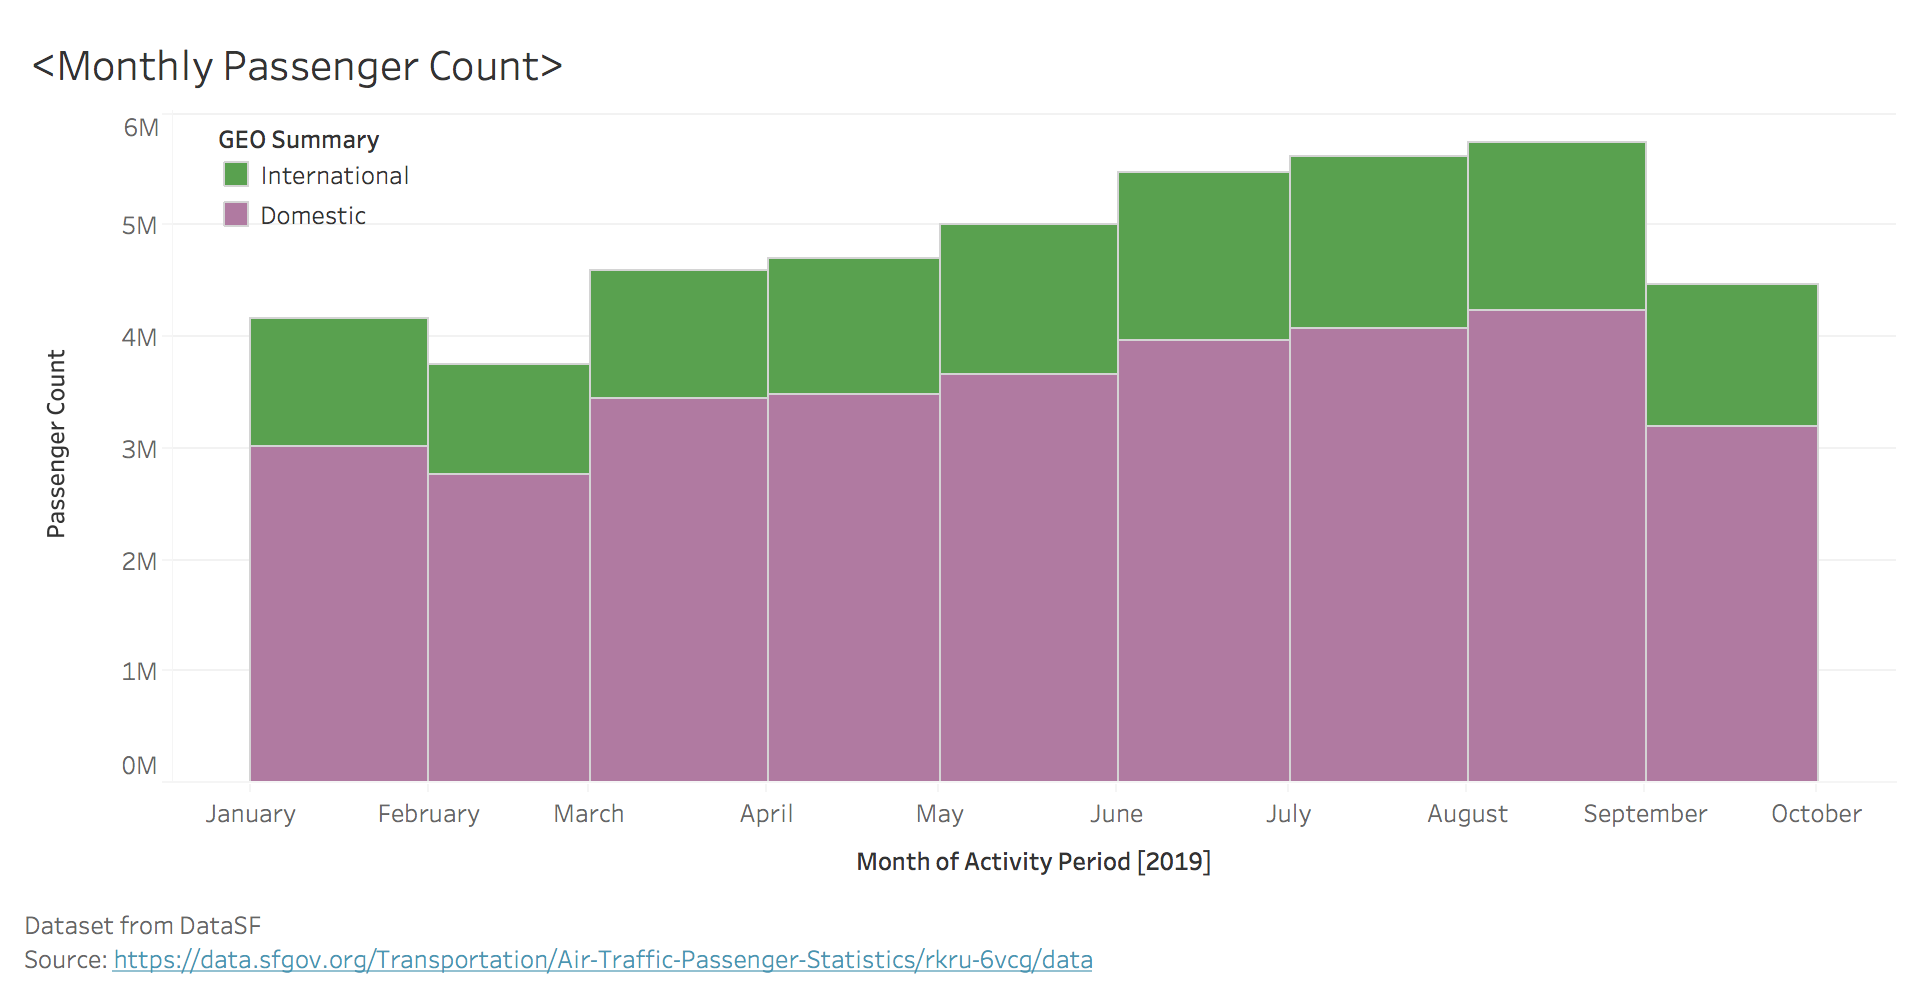 <Monthly Passenger Count>
6M
GEO Summary
International
5M
Domestic
4M
3M
2M
1M
0M
Passenger Count
January February March April May June July August September October
Month of Activity Period [2019]
Dataset from DataSF
Source: https://data.sfgov.org/Transportation/Air-Traffic-Passenger-Statistics/rkru-6vcg/data